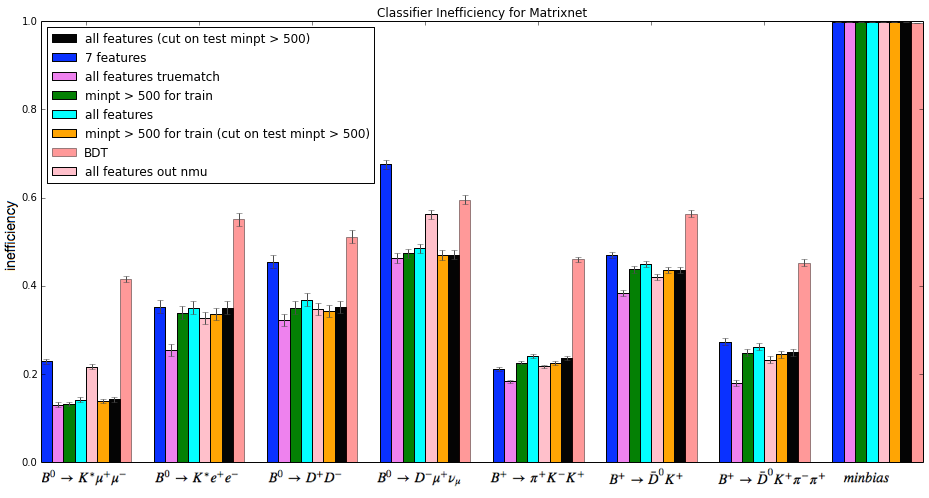 Classifier Inefficiency for Matrixnet
1.0
0.8
0.6
0.4
0.2
0.0
inefficiency
all features (cut on test minpt > 500)
7 features
all features truematch
minpt > 500 for train
all features
minpt > 500 for train (cut on test minpt > 500)
BDT
all features out nmu
B⁰ → K*μ⁺μ⁻
B⁰ → K*e⁺e⁻
B⁰ → D⁺D⁻
B⁰ → D⁻μ⁺ν_μ
B⁺ → π⁺K⁻K⁺
B⁺ → D̄⁰K⁺
B⁺ → D̄⁰K⁺π⁻π⁺
minbias